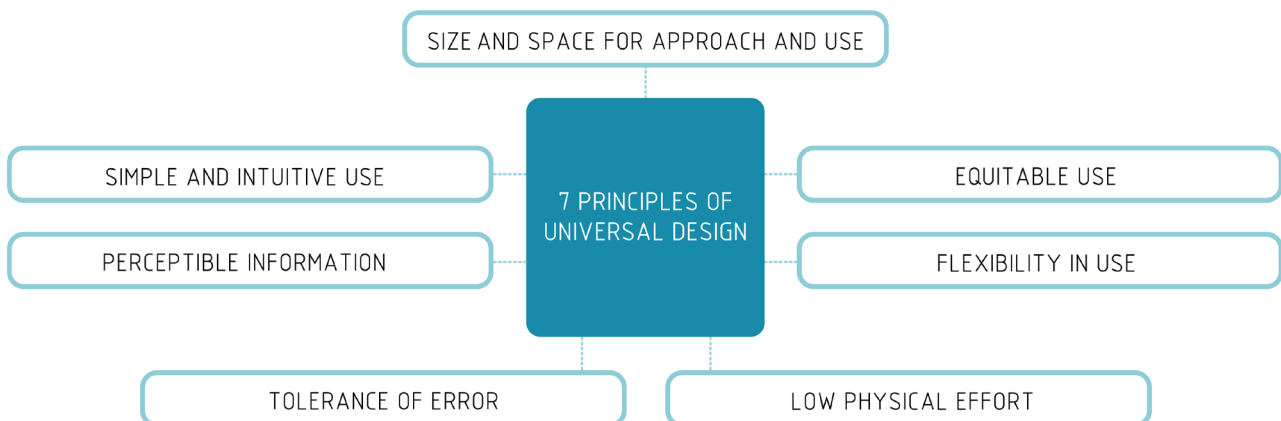 SIZE AND SPACE FOR APPROACH AND USE
SIMPLE AND INTUITIVE USE
EQUITABLE USE
7 PRINCIPLES OF
UNIVERSAL DESIGN
PERCEPTIBLE INFORMATION
FLEXIBILITY IN USE
TOLERANCE OF ERROR
LOW PHYSICAL EFFORT